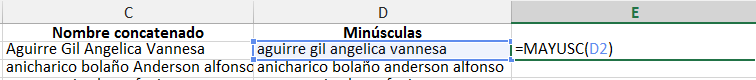 C D E
Nombre concatenado Minúsculas
Aguirre Gil Angelica Vannesa aguirre gil angelica vannesa =MAYUSC(D2)
anicharico bolaño Anderson alfonso anicharico bolaño anderson alfonso